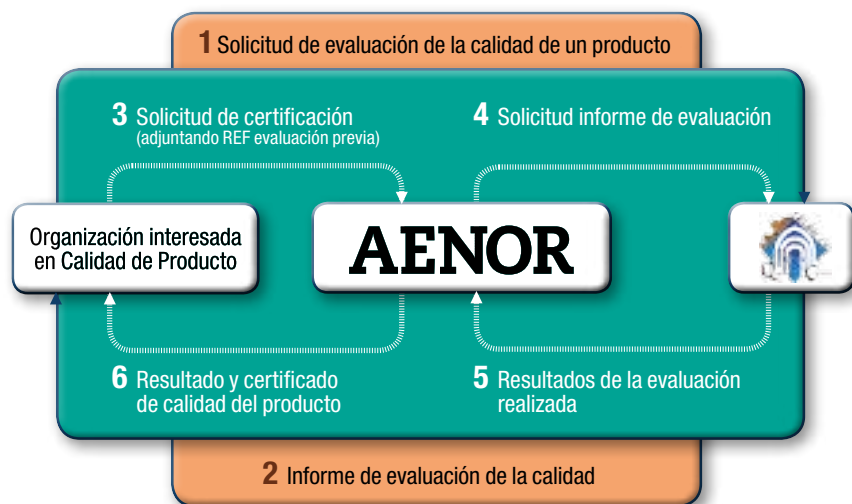 1 Solicitud de evaluación de la calidad de un producto
3 Solicitud de certificación
(adjuntando REF evaluación previa)
4 Solicitud informe de evaluación
Organización interesada
en Calidad de Producto
AENOR
6 Resultado y certificado
de calidad del producto
5 Resultados de la evaluación
realizada
2 Informe de evaluación de la calidad